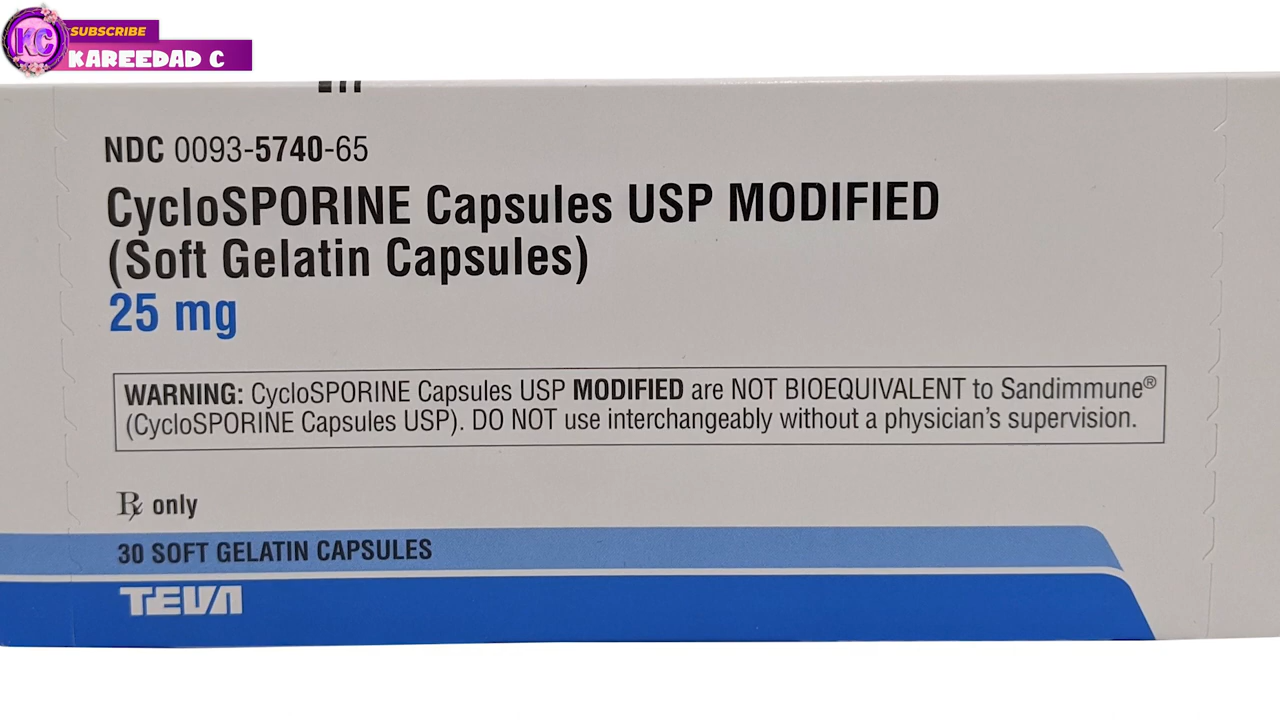 KC
SUBSCRIBE
KAREEDAD C
NDC 0093-5740-65
CycloSPORINE Capsules USP MODIFIED
(Soft Gelatin Capsules)
25 mg
WARNING: CycloSPORINE Capsules USP MODIFIED are NOT BIOEQUIVALENT to Sandimmune®
(CycloSPORINE Capsules USP). DO NOT use interchangeably without a physician's supervision.
Rx only
30 SOFT GELATIN CAPSULES
TEVA